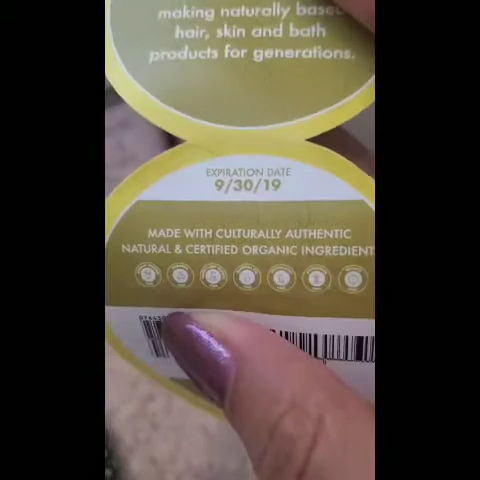 making naturally based
hair, skin and bath
products for generations.
EXPIRATION DATE
9/30/19
MADE WITH CULTURALLY AUTHENTIC
NATURAL & CERTIFIED ORGANIC INGREDIENT